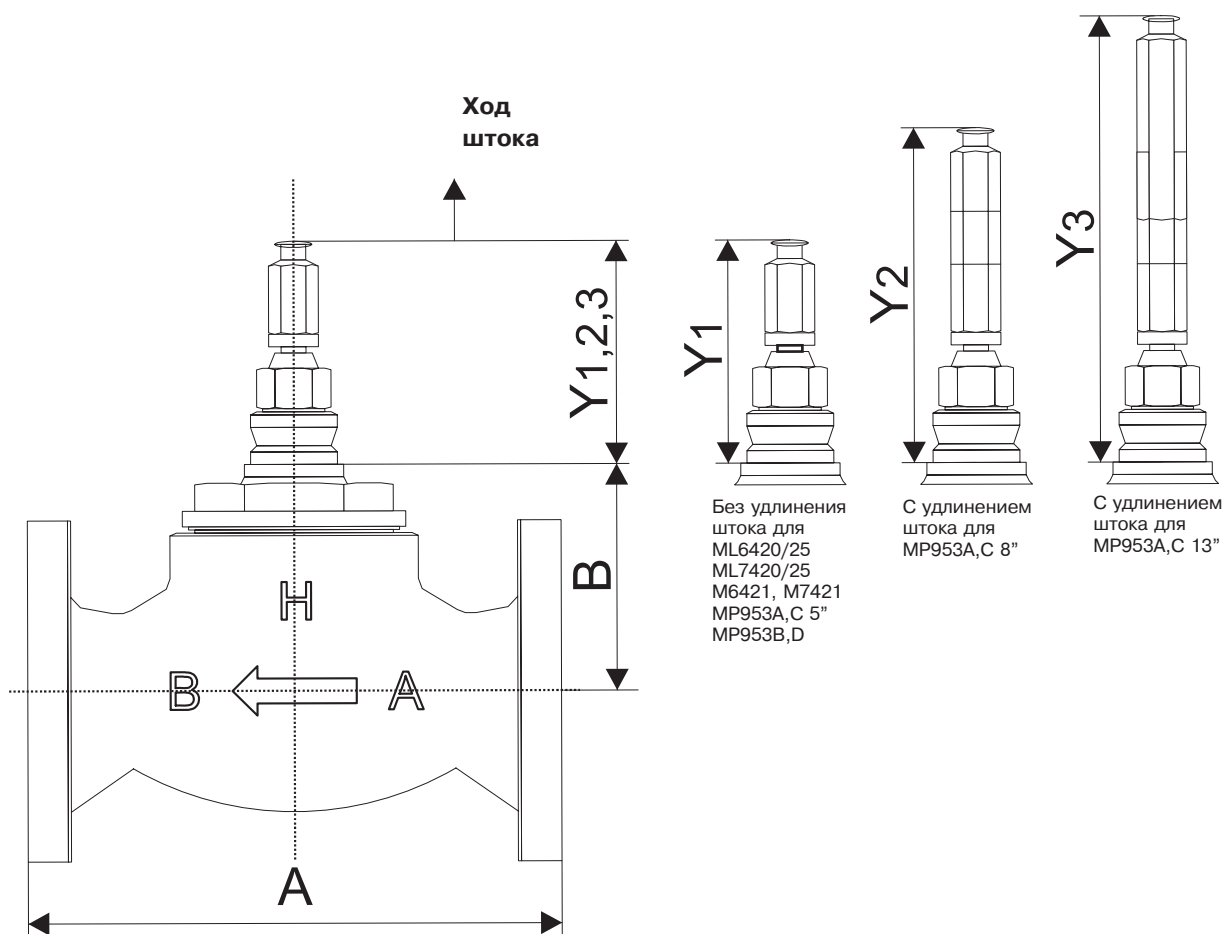 Ход
штока
Y1,2,3
Y1
Y2
Y3
B
H
B
A
A
Без удлинения
штока для
ML6420/25
ML7420/25
M6421, M7421
MP953A,C 5”
MP953B,D
С удлинением
штока для
MP953A,C 8”
С удлинением
штока для
MP953A,C 13”